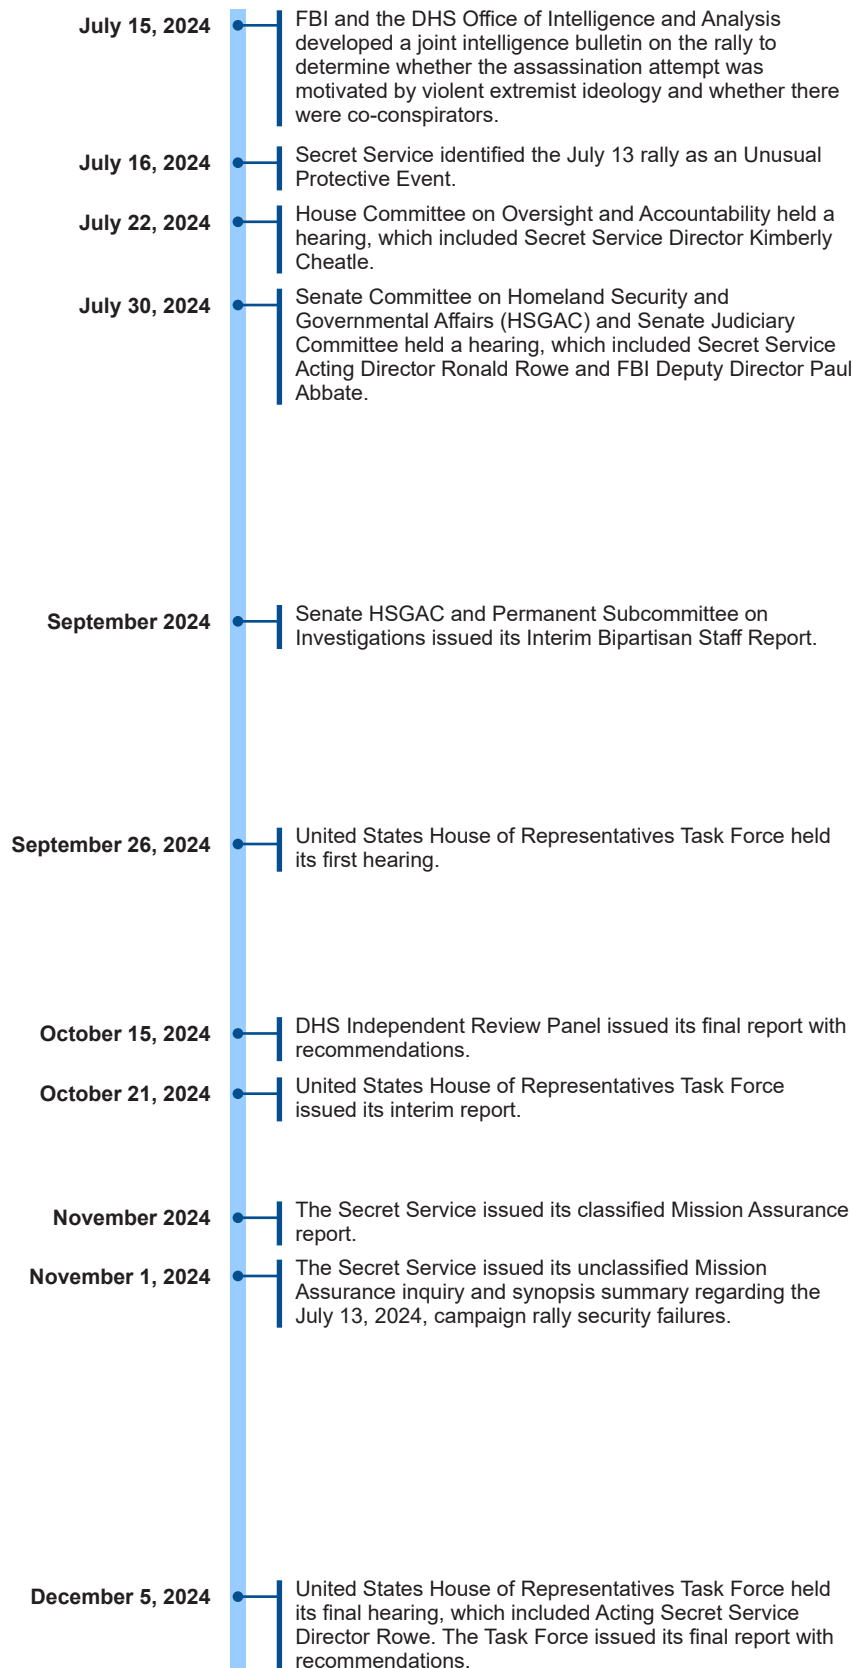 July 15, 2024
FBI and the DHS Office of Intelligence and Analysis
developed a joint intelligence bulletin on the rally to
determine whether the assassination attempt was
motivated by violent extremist ideology and whether there
were co-conspirators.
July 16, 2024
Secret Service identified the July 13 rally as an Unusual
Protective Event.
July 22, 2024
House Committee on Oversight and Accountability held a
hearing, which included Secret Service Director Kimberly
Cheatle.
July 30, 2024
Senate Committee on Homeland Security and
Governmental Affairs (HSGAC) and Senate Judiciary
Committee held a hearing, which included Secret Service
Acting Director Ronald Rowe and FBI Deputy Director Paul
Abbate.
September 2024
Senate HSGAC and Permanent Subcommittee on
Investigations issued its Interim Bipartisan Staff Report.
September 26, 2024
United States House of Representatives Task Force held
its first hearing.
October 15, 2024
DHS Independent Review Panel issued its final report with
recommendations.
October 21, 2024
United States House of Representatives Task Force
issued its interim report.
November 2024
The Secret Service issued its classified Mission Assurance
report.
November 1, 2024
The Secret Service issued its unclassified Mission
Assurance inquiry and synopsis summary regarding the
July 13, 2024, campaign rally security failures.
December 5, 2024
United States House of Representatives Task Force held
its final hearing, which included Acting Secret Service
Director Rowe. The Task Force issued its final report with
recommendations.